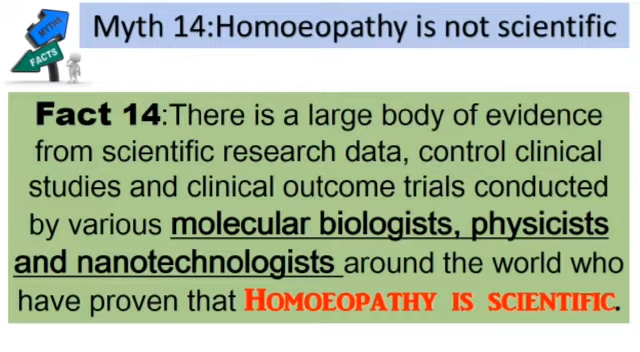 MYTHS
FACTS
Myth 14:Homoeopathy is not scientific
Fact 14:There is a large body of evidence
from scientific research data, control clinical
studies and clinical outcome trials conducted
by various molecular biologists, physicists
and nanotechnologists around the world who
have proven that HOMOEOPATHY IS SCIENTIFIC.